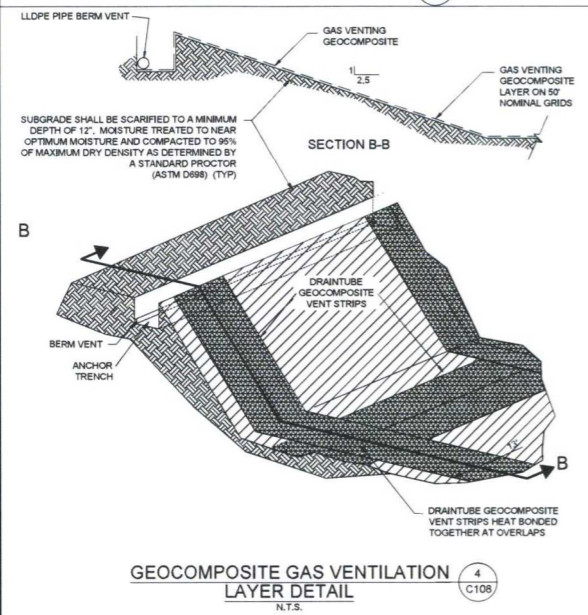 LLDPE PIPE BERM VENT
GAS VENTING
GEOCOMPOSITE
1
2.5
GAS VENTING
GEOCOMPOSITE
LAYER ON 50'
NOMINAL GRIDS
SUBGRADE SHALL BE SCARIFIED TO A MINIMUM
DEPTH OF 12", MOISTURE TREATED TO NEAR
OPTIMUM MOISTURE AND COMPACTED TO 95%
OF MAXIMUM DRY DENSITY AS DETERMINED BY
A STANDARD PROCTOR
(ASTM D698) (TYP)
SECTION B-B
B
DRAINTUBE
GEOCOMPOSITE
VENT STRIPS
BERM VENT
ANCHOR
TRENCH
B
DRAINTUBE GEOCOMPOSITE
VENT STRIPS HEAT BONDED
TOGETHER AT OVERLAPS
GEOCOMPOSITE GAS VENTILATION
LAYER DETAIL
N.T.S.
4
C108